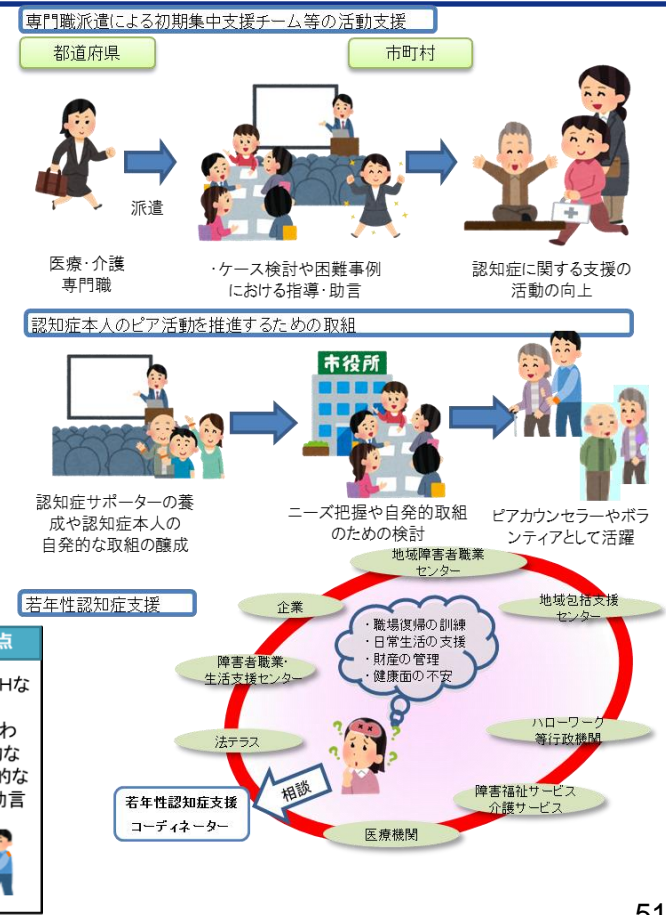 専門職派遣による初期集中支援チーム等の活動支援
都道府県
市町村
派遣
医療・介護
専門職
・ケース検討や困難事例
における指導・助言
認知症に関する支援の
活動の向上
認知症本人のピア活動を推進するための取組
市役所
認知症サポーターの養
成や認知症本人の
自発的な取組の醸成
ニーズ把握や自発的取組
のための検討
ピアカウンセラーやボラ
ンティアとして活躍
若年性認知症支援
地域障害者職業
センター
企業
地域包括支援
センター
・職場復帰の訓練
・日常生活の支援
・財産の管理
・健康面の不安
障害者職業・
生活支援センター
法テラス
ハローワーク
等行政機関
障害福祉サービス
介護サービス
医療機関
相談
若年性認知症支援
コーディネーター
点
Hな
わ
的な
助言
51